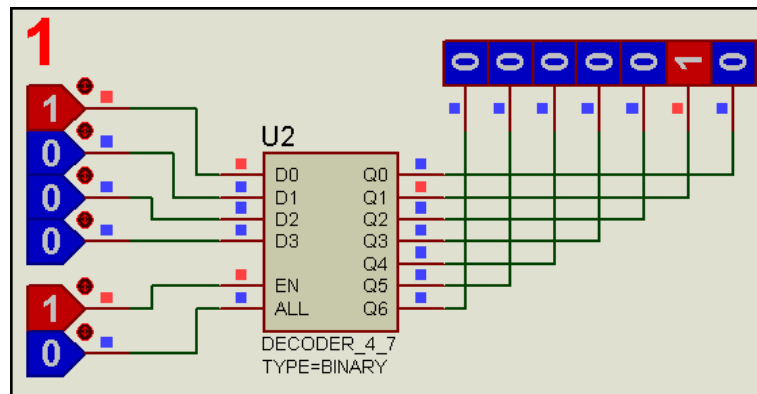 1
0 0 0 0 0 1 0
1
0
0
0
1
0
U2
D0 Q0
D1 Q1
D2 Q2
D3 Q3
Q4
EN Q5
ALL Q6
DECODER_4_7
TYPE=BINARY